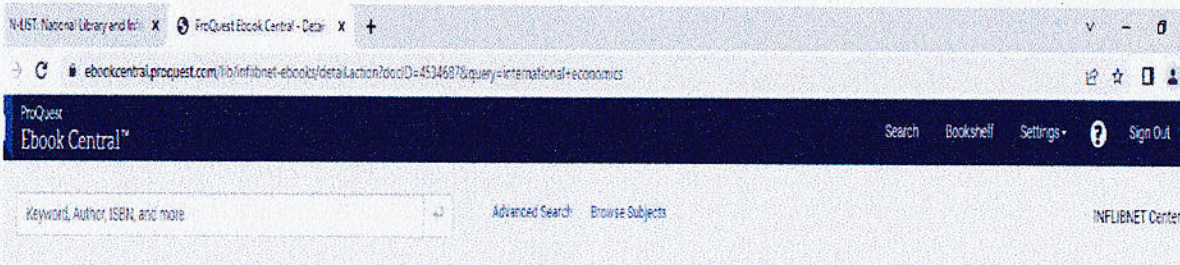 N-LIST: National Library and Info X ProQuest Ebook Central - Detail X +
ebookcentral.proquest.com/lib/inflibnet-ebooks/detail.action?docID=4534687&query=international+economics
ProQuest
Ebook Central™
Search Bookshelf Settings ? Sign Out
Keyword, Author, ISBN, and more Advanced Search Browse Subjects
INFLIBNET Center